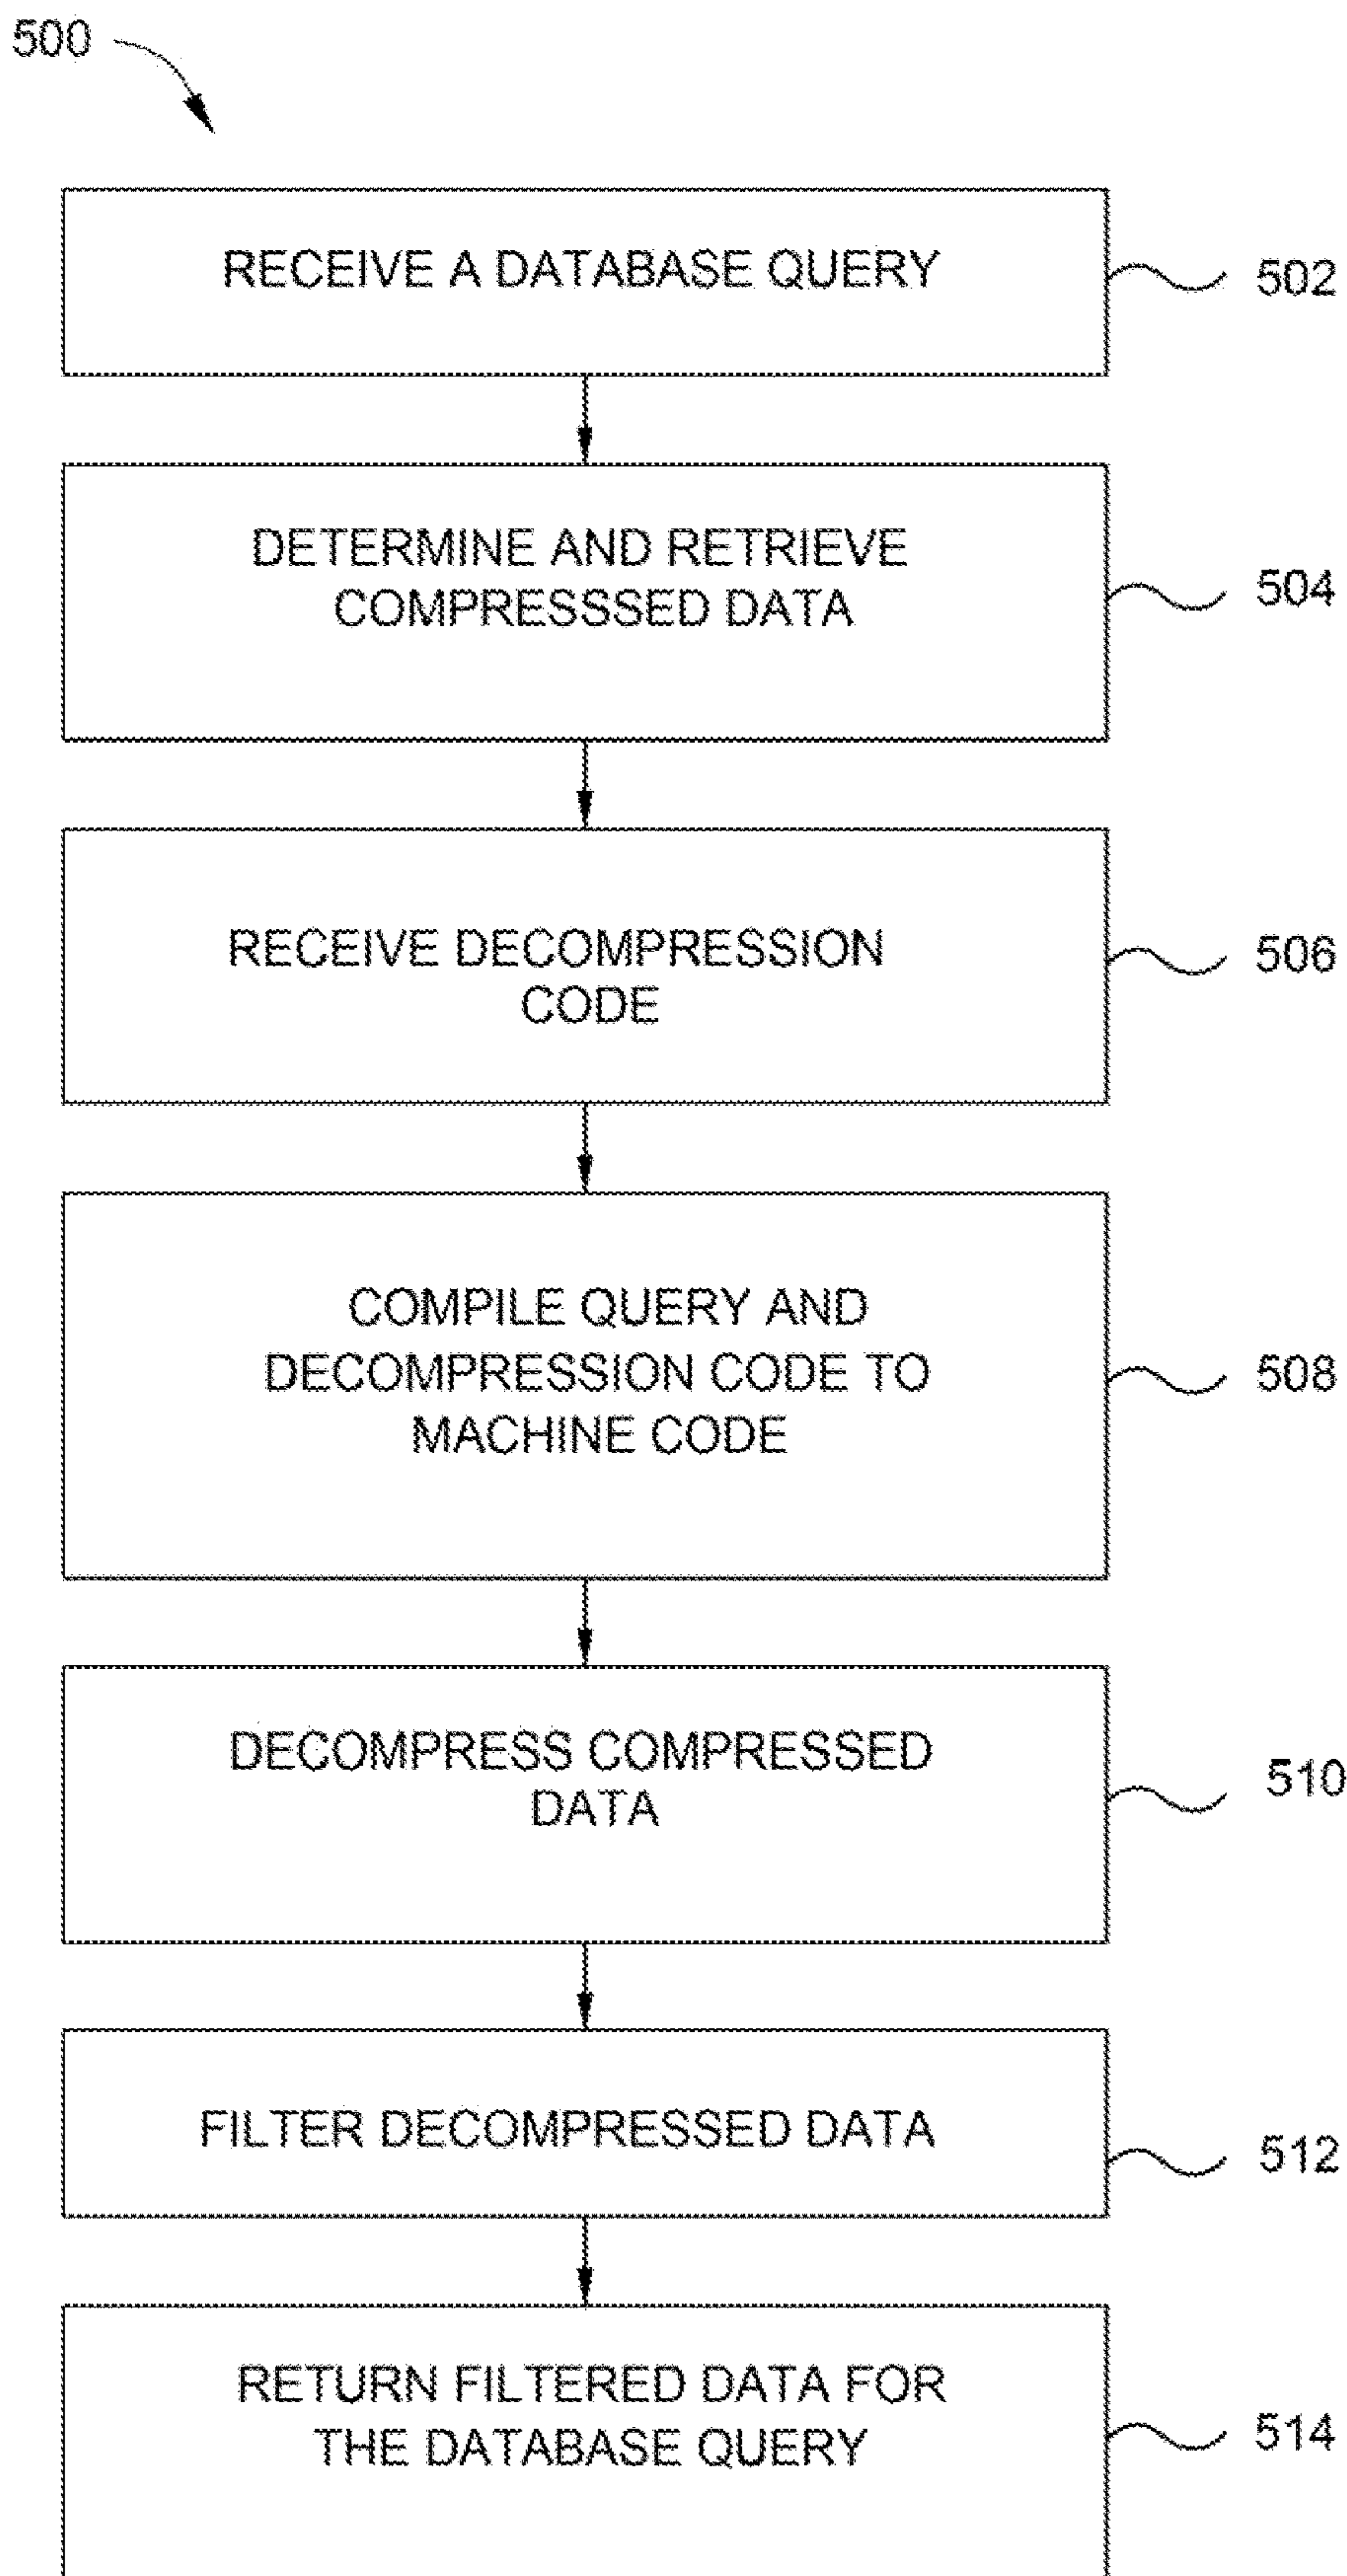 500
RECEIVE A DATABASE QUERY
502
DETERMINE AND RETRIEVE
COMPRESSSED DATA
504
RECEIVE DECOMPRESSION
CODE
506
COMPILE QUERY AND
DECOMPRESSION CODE TO
MACHINE CODE
508
DECOMPRESS COMPRESSED
DATA
510
FILTER DECOMPRESSED DATA
512
RETURN FILTERED DATA FOR
THE DATABASE QUERY
514